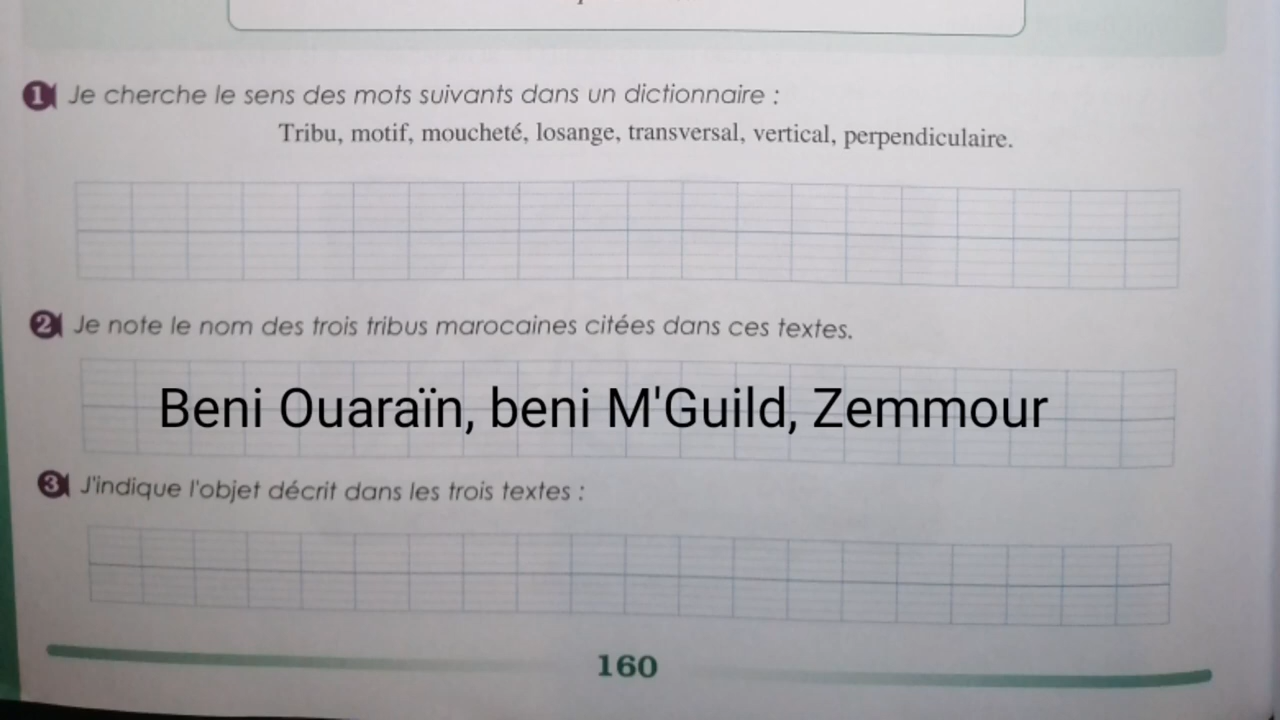 1 Je cherche le sens des mots suivants dans un dictionnaire :
Tribu, motif, moucheté, losange, transversal, vertical, perpendiculaire.
2 Je note le nom des trois tribus marocaines citées dans ces textes.
Beni Ouaraïn, beni M'Guild, Zemmour
3 J'indique l'objet décrit dans les trois textes :
160